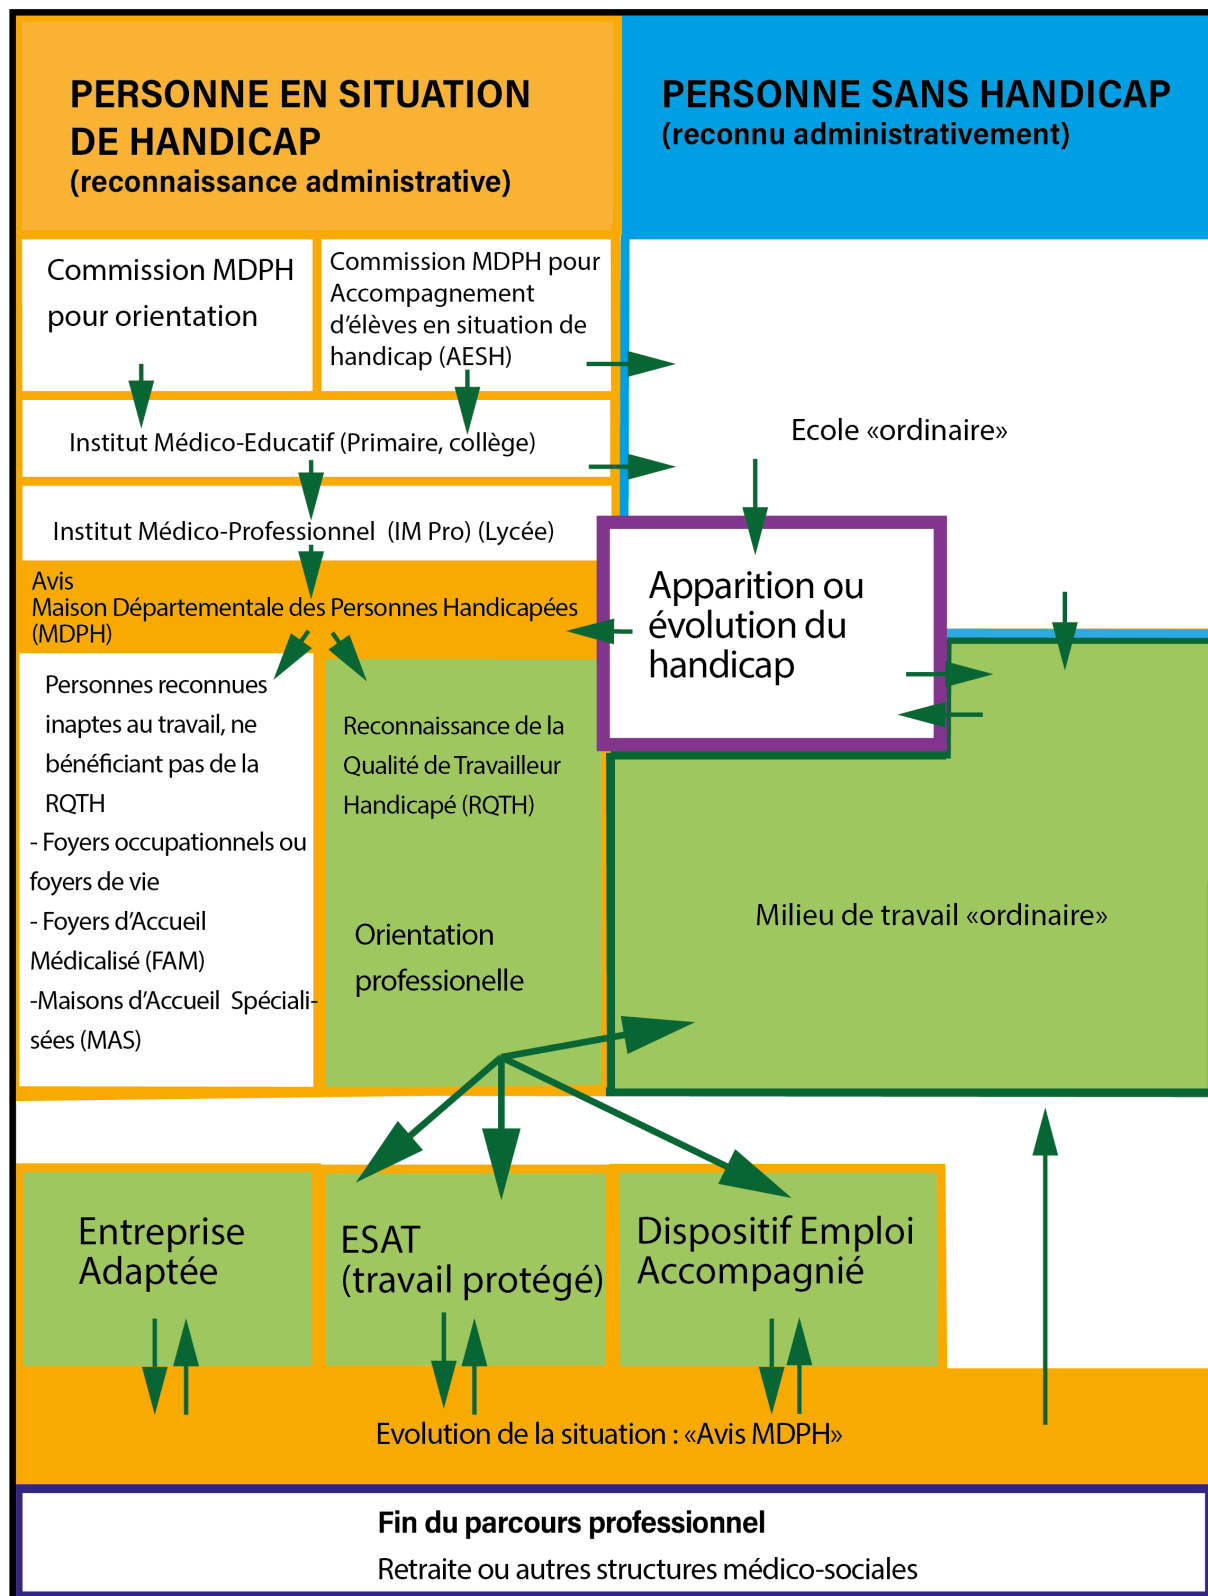 PERSONNE EN SITUATION
DE HANDICAP
(reconnaissance administrative)
PERSONNE SANS HANDICAP
(reconnu administrativement)
Commission MDPH
pour orientation
Commission MDPH pour
Accompagnement
d’élèves en situation de
handicap (AESH)
Institut Médico-Educatif (Primaire, collège)
Ecole «ordinaire»
Institut Médico-Professionnel (IM Pro) (Lycée)
Avis
Maison Départementale des Personnes Handicapées
(MDPH)
Apparition ou
évolution du
handicap
Personnes reconnues
inaptes au travail, ne
bénéficiant pas de la
RQTH
- Foyers occupationnels ou
foyers de vie
- Foyers d’Accueil
Médicalisé (FAM)
-Maisons d’Accueil Spéciali-
sées (MAS)
Reconnaissance de la
Qualité de Travailleur
Handicapé (RQTH)
Orientation
professionelle
Milieu de travail «ordinaire»
Entreprise
Adaptée
ESAT
(travail protégé)
Dispositif Emploi
Accompagnié
Evolution de la situation : «Avis MDPH»
Fin du parcours professionnel
Retraite ou autres structures médico-sociales